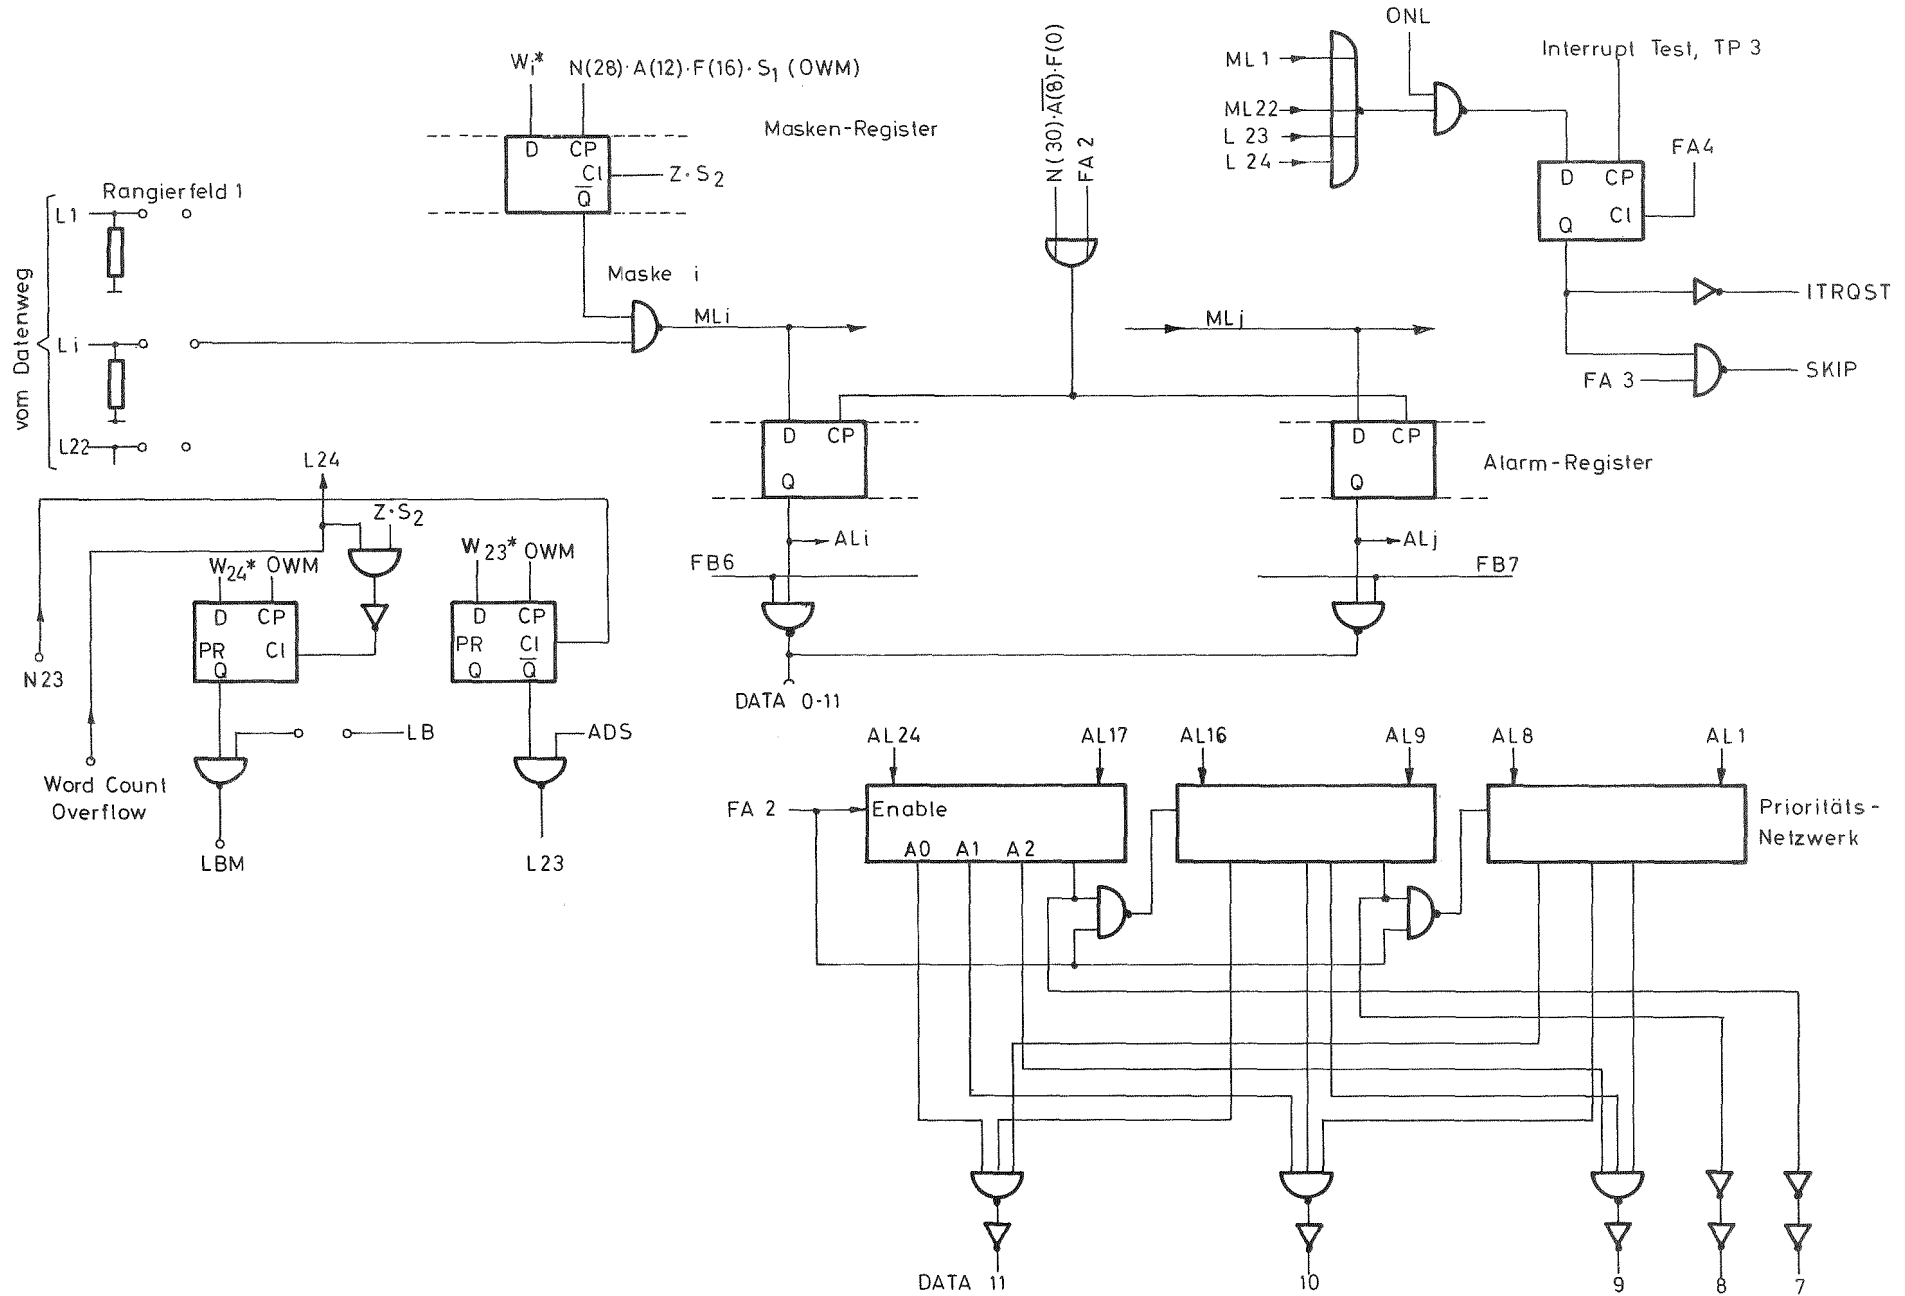 ONL
Interrupt Test, TP 3
Wi* N(28)·A(12)·F(16)·S1 (OWM)
ML 1
ML22
L 23
L 24
N(30)·A̅(̅8̅)̅·F(0)
FA 2
Masken-Register
D CP
Cl
Q̅
Z·S2
FA4
D CP
Cl
Q
Rangierfeld 1
L1
vom Datenweg
Li
L22
Maske i
MLi
MLj
ITRQST
FA 3
SKIP
D CP
Q
D CP
Q
Alarm-Register
L24
Z·S2
W24* OWM
W23* OWM
D CP
PR Cl
Q
D CP
PR Cl
Q Q̅
N23
ALi
ALj
FB6
FB7
DATA 0-11
LB
ADS
Word Count
Overflow
LBM
L23
AL24 AL17 AL16 AL9 AL8 AL1
FA 2
Enable
A0 A1 A2
Prioritäts-
Netzwerk
DATA 11 10 9 8 7